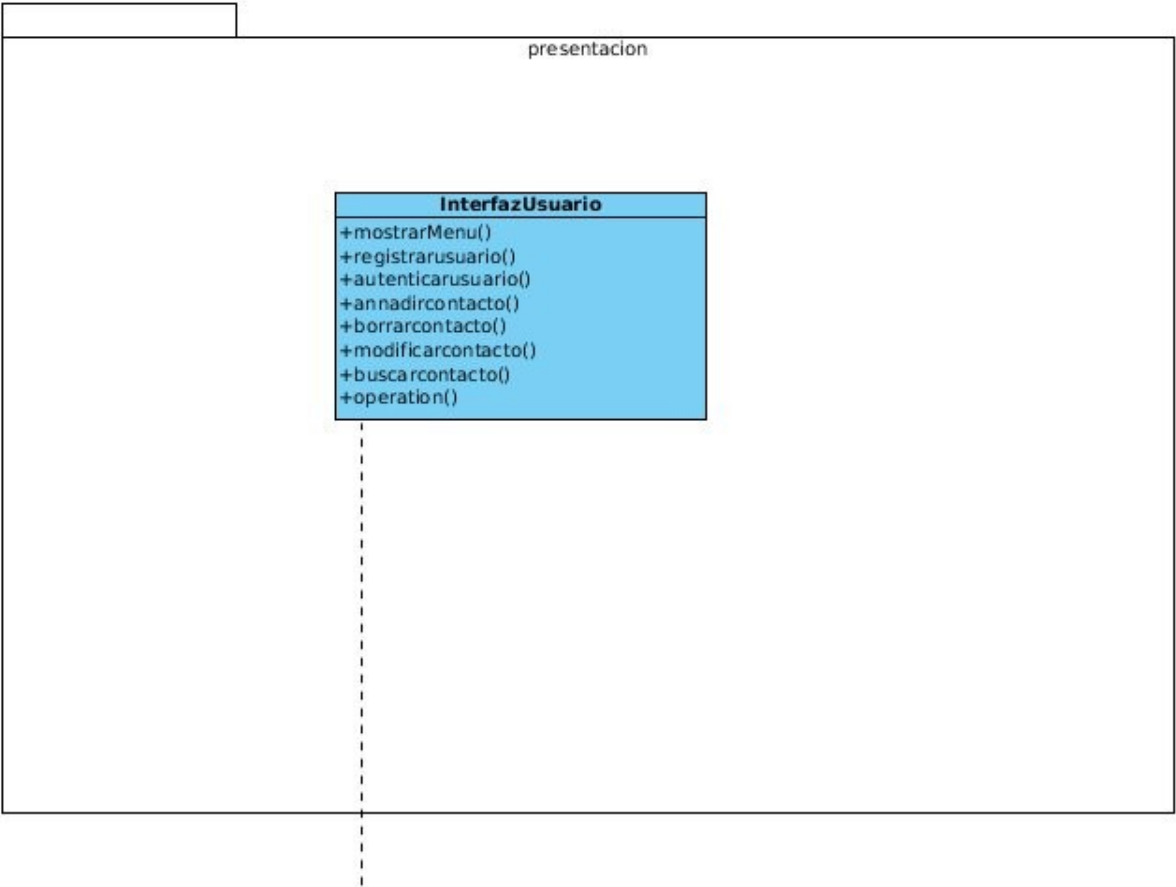 presentacion
InterfazUsuario
+mostrarMenu()
+registrarusuario()
+autenticarusuario()
+annadircontacto()
+borrarcontacto()
+modificarcontacto()
+buscarcontacto()
+operation()